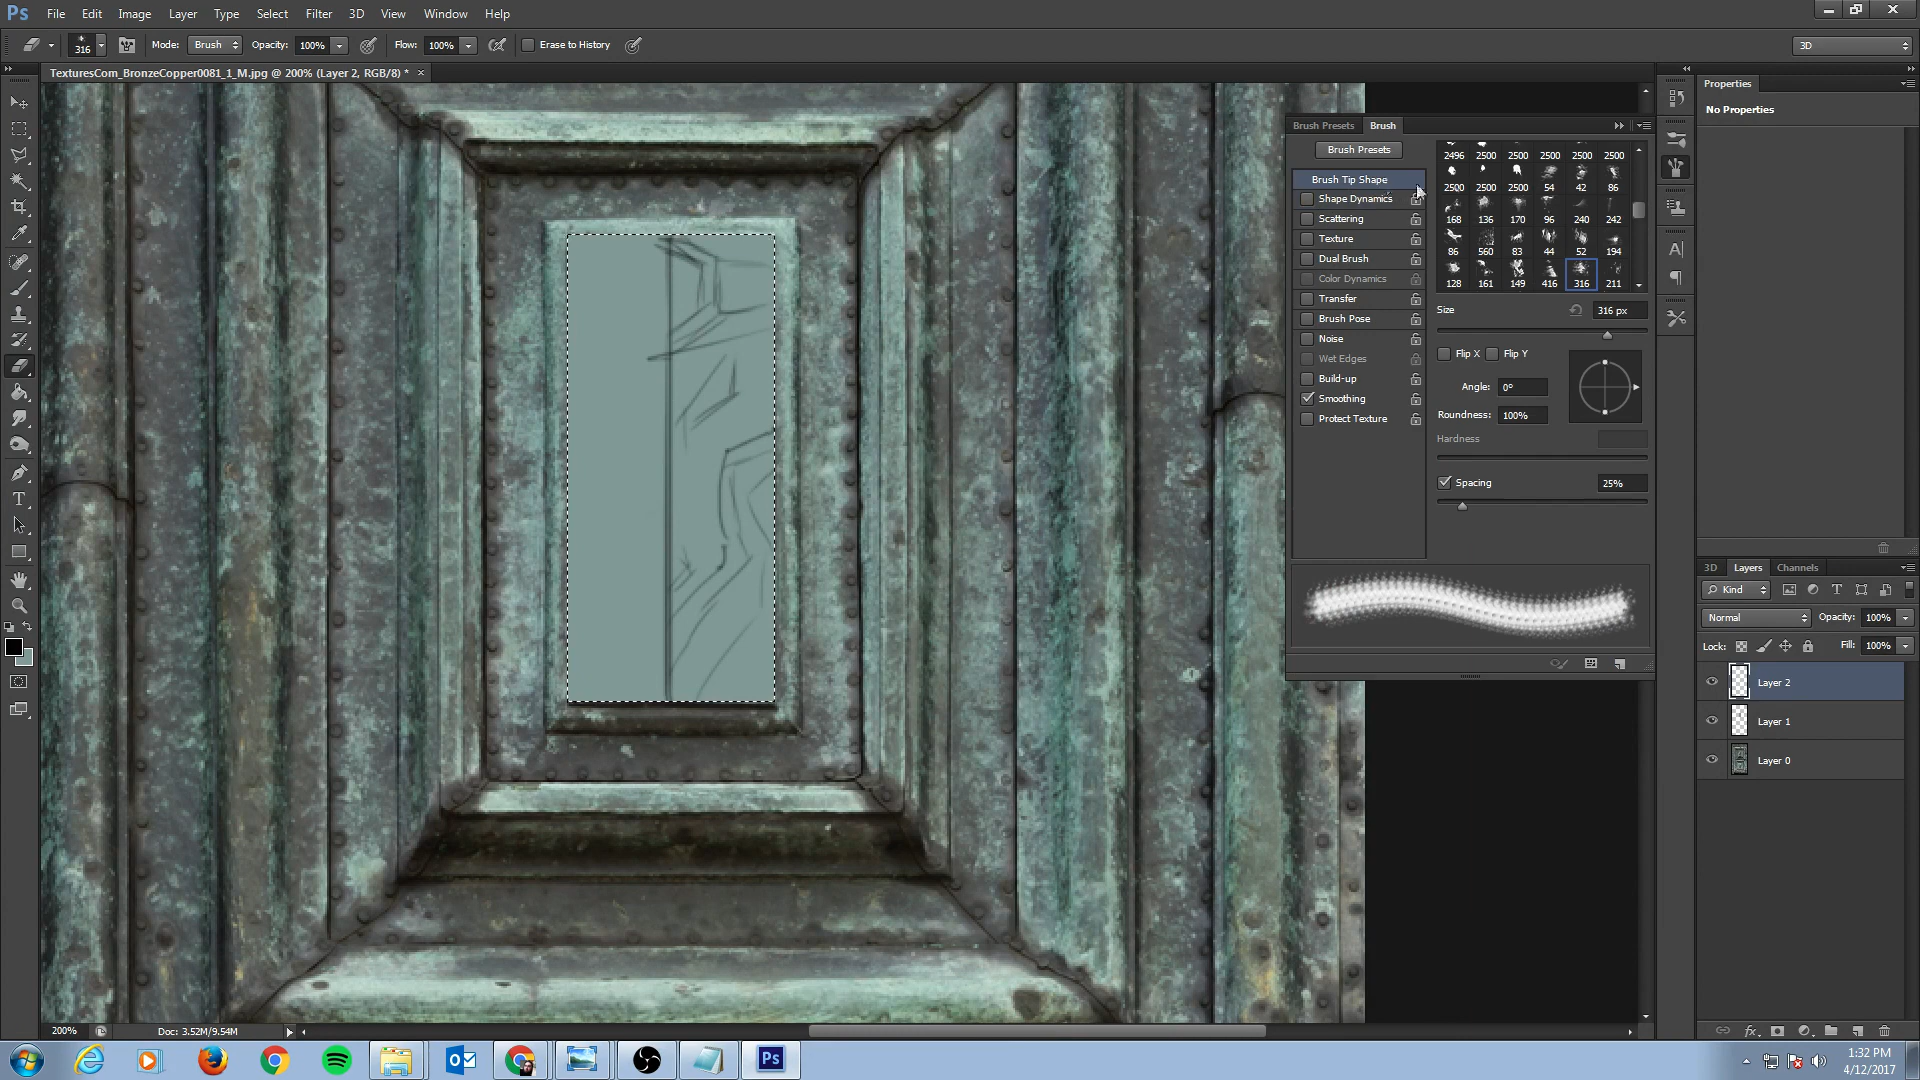 Ps File Edit Image Layer Type Select Filter 3D View Window Help
316 Mode: Brush Opacity: 100% Flow: 100% Erase to History 3D
TexturesCom_BronzeCopper0081_1_M.jpg @ 200% (Layer 2, RGB/8) * ×
Properties
No Properties
Brush Presets Brush
Brush Presets
Brush Tip Shape
Shape Dynamics
Scattering
Texture
Dual Brush
Color Dynamics
Transfer
Brush Pose
Noise
Wet Edges
Build-up
Smoothing
Protect Texture
2496 2500 2500 2500 2500 2500
2500 2500 2500 54 42 86
168 136 170 96 240 242
86 560 83 44 52 194
128 161 149 416 316 211
Size 316 px
Flip X Flip Y
Angle: 0º
Roundness: 100%
Hardness
Spacing 25%
3D Layers Channels
Kind
Normal Opacity: 100%
Lock: Fill: 100%
Layer 2
Layer 1
Layer 0
200% Doc: 3.52M/9.54M
Ps
1:32 PM
4/12/2017